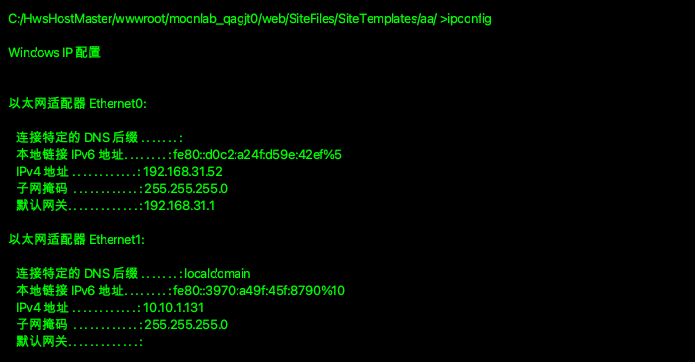 C:/HwsHostMaster/wwwroot/moonlab_qagjt0/web/SiteFiles/SiteTemplates/aa/ >ipconfig
Windows IP 配置
以太网适配器 Ethernet0:
连接特定的 DNS 后缀 . . . . . . . :
本地链接 IPv6 地址. . . . . . . . : fe80::d0c2:a24f:d59e:42ef%5
IPv4 地址 . . . . . . . . . . . . : 192.168.31.52
子网掩码 . . . . . . . . . . . . : 255.255.255.0
默认网关. . . . . . . . . . . . . : 192.168.31.1
以太网适配器 Ethernet1:
连接特定的 DNS 后缀 . . . . . . . : localdomain
本地链接 IPv6 地址. . . . . . . . : fe80::3970:a49f:45f:8790%10
IPv4 地址 . . . . . . . . . . . . : 10.10.1.131
子网掩码 . . . . . . . . . . . . : 255.255.255.0
默认网关. . . . . . . . . . . . . :